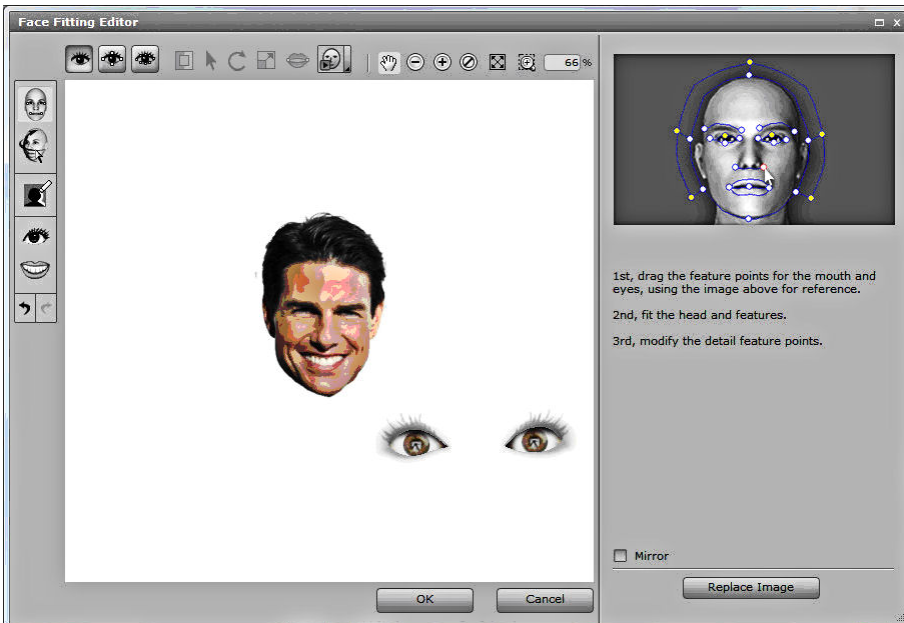 Face Fitting Editor
66 %
1st, drag the feature points for the mouth and
eyes, using the image above for reference.
2nd, fit the head and features.
3rd, modify the detail feature points.
Mirror
Replace Image
OK
Cancel